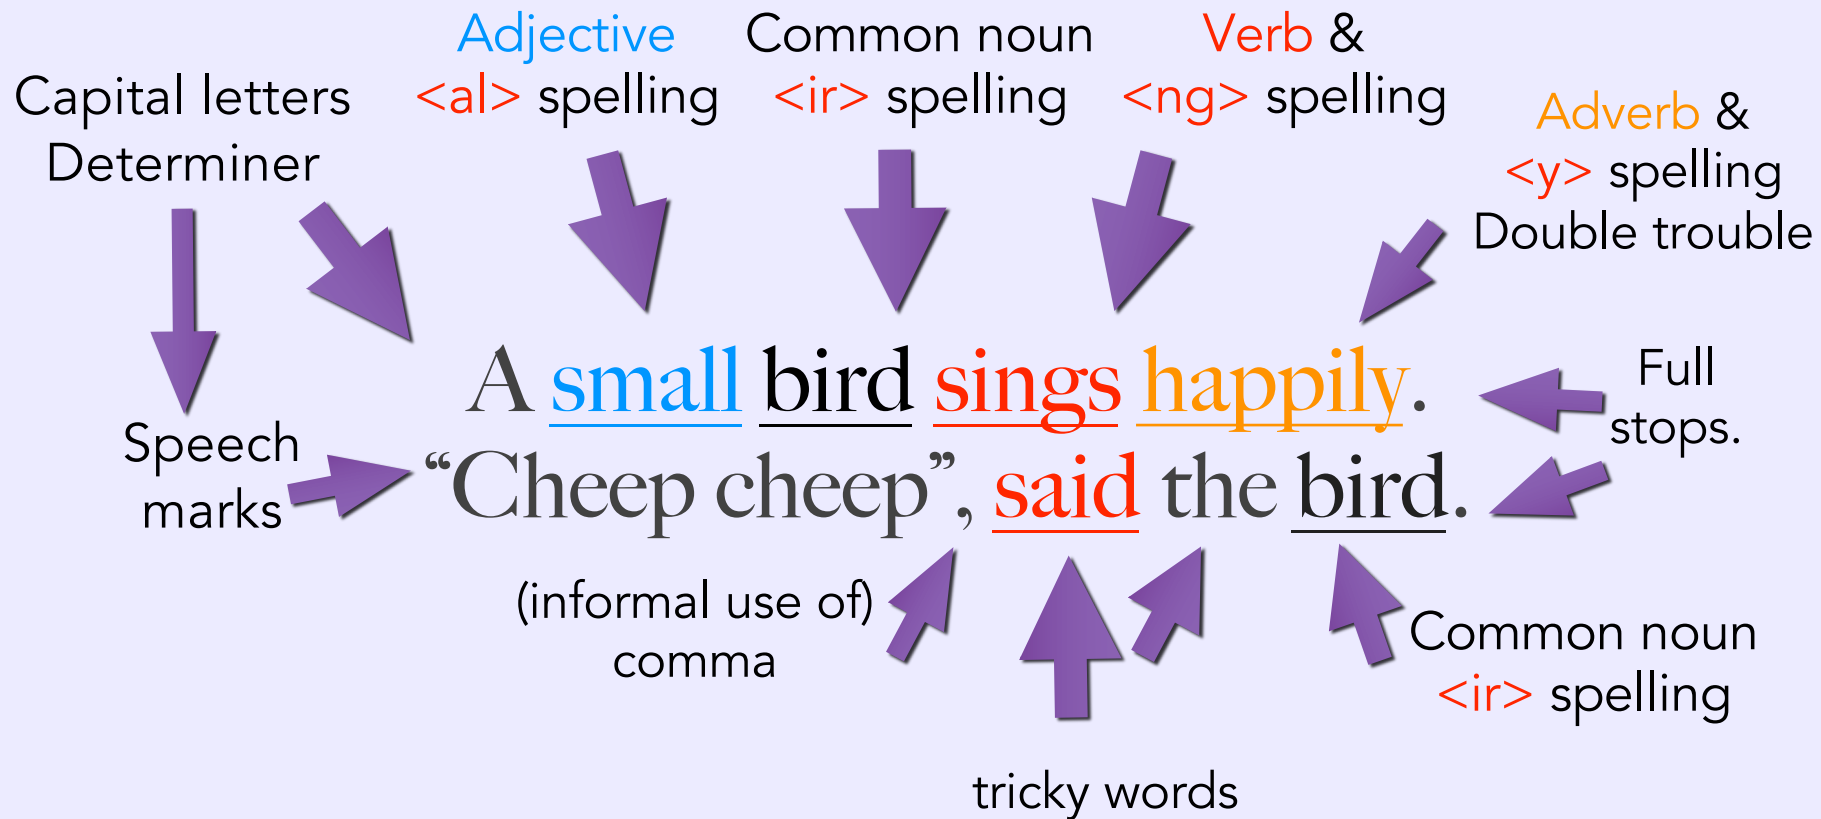 Capital letters
Determiner
Adjective
<al> spelling
Common noun
<ir> spelling
Verb &
<ng> spelling
Adverb &
<y> spelling
Double trouble
A small bird sings happily.
Full
stops.
Speech
marks
“Cheep cheep”, said the bird.
(informal use of)
comma
Common noun
<ir> spelling
tricky words